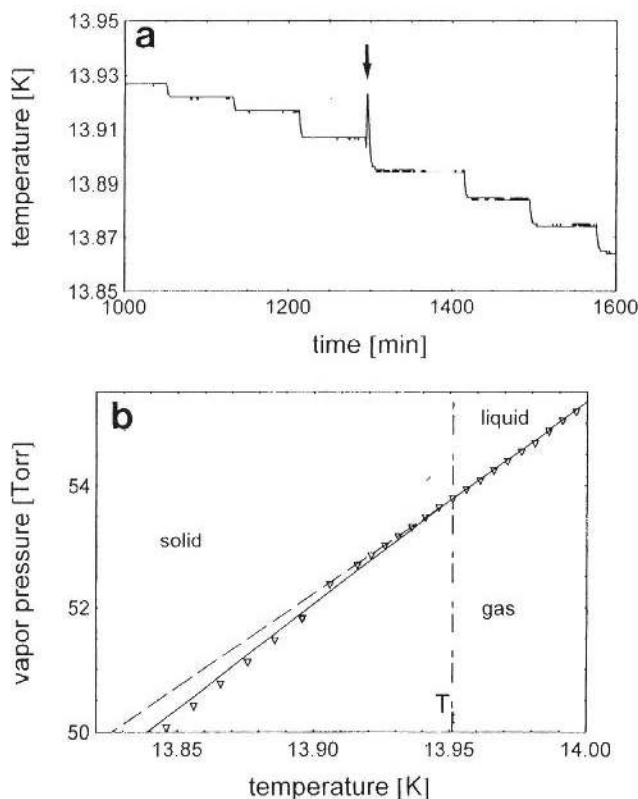 a
temperature [K]
13.95
13.93
13.91
13.89
13.87
13.85
1000
1200
1400
1600
time [min]
b
vapor pressure [Torr]
54
52
50
solid
liquid
gas
T
13.85
13.90
13.95
14.00
temperature [K]